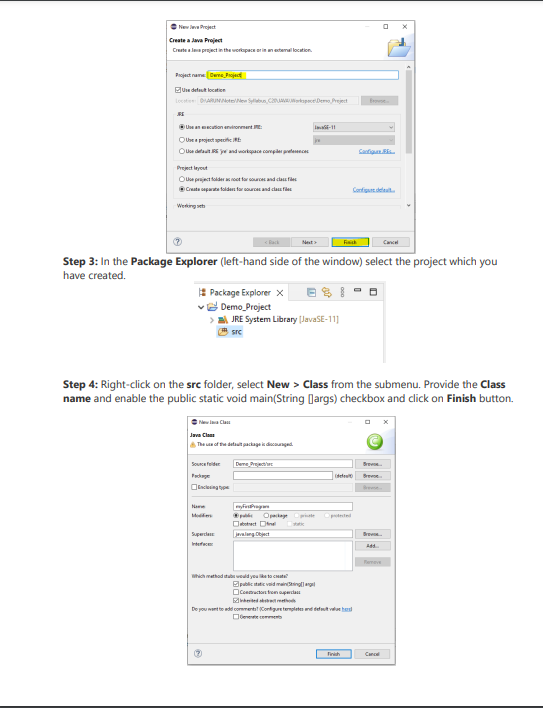 New Java Project
Create a Java Project
Create a Java project in the workspace or in an external location.
Project name: Demo_Project
Use default location
Location: D:\ARUN\Notes\New Syllabus_C20\JAVA\Workspace\Demo_Project Browse...
JRE
Use an execution environment JRE: JavaSE-11
Use a project specific JRE: jre
Use default JRE 'jre' and workspace compiler preferences Configure JREs...
Project layout
Use project folder as root for sources and class files
Create separate folders for sources and class files Configure default...
Working sets
? < Back Next > Finish Cancel
Step 3: In the Package Explorer (left-hand side of the window) select the project which you
have created.
Package Explorer
Demo_Project
JRE System Library [JavaSE-11]
src
Step 4: Right-click on the src folder, select New > Class from the submenu. Provide the Class
name and enable the public static void main(String []args) checkbox and click on Finish button.
New Java Class
Java Class
The use of the default package is discouraged.
Source folder: Demo_Project/src Browse...
Package: (default) Browse...
Enclosing type: Browse...
Name: myFirstProgram
Modifiers: public package private protected
abstract final static
Superclass: java.lang.Object Browse...
Interfaces: Add...
Remove
Which method stubs would you like to create?
public static void main(String[] args)
Constructors from superclass
Inherited abstract methods
Do you want to add comments? (Configure templates and default value here)
Generate comments
? Finish Cancel